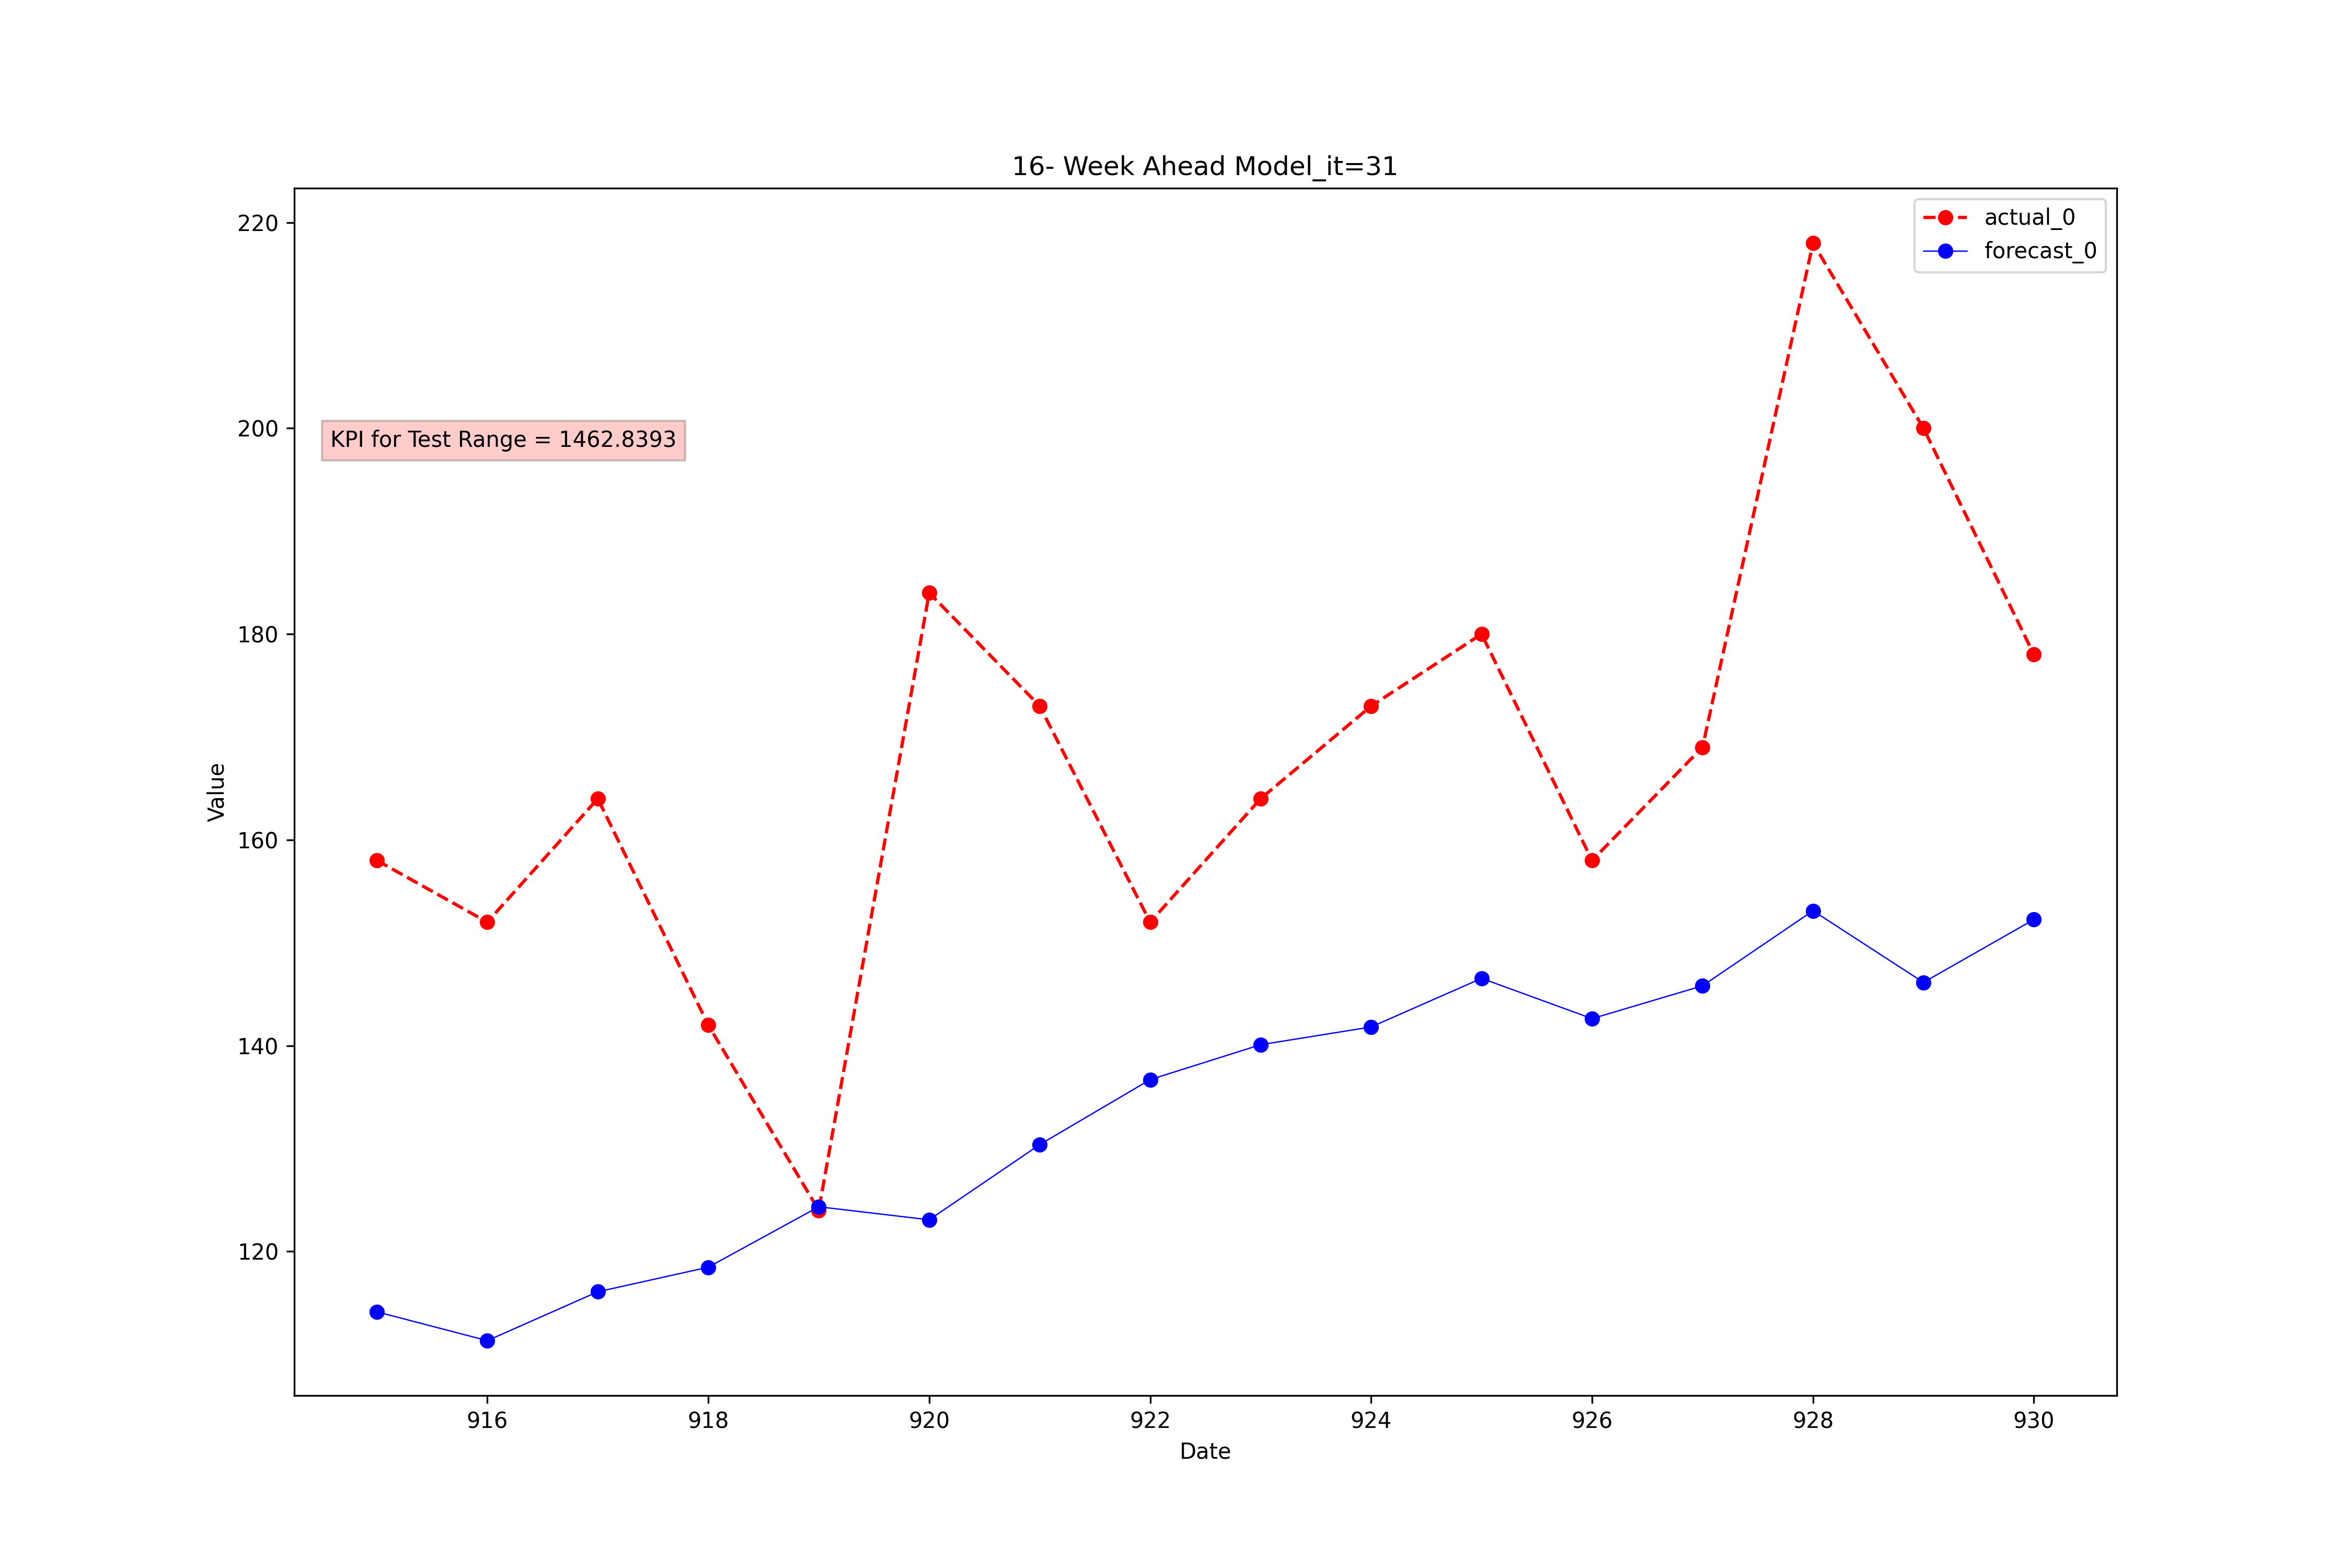 16- Week Ahead Model_it=31
actual_0
forecast_0
KPI for Test Range = 1462.8393
220
200
180
160
140
120
Value
916 918 920 922 924 926 928 930
Date